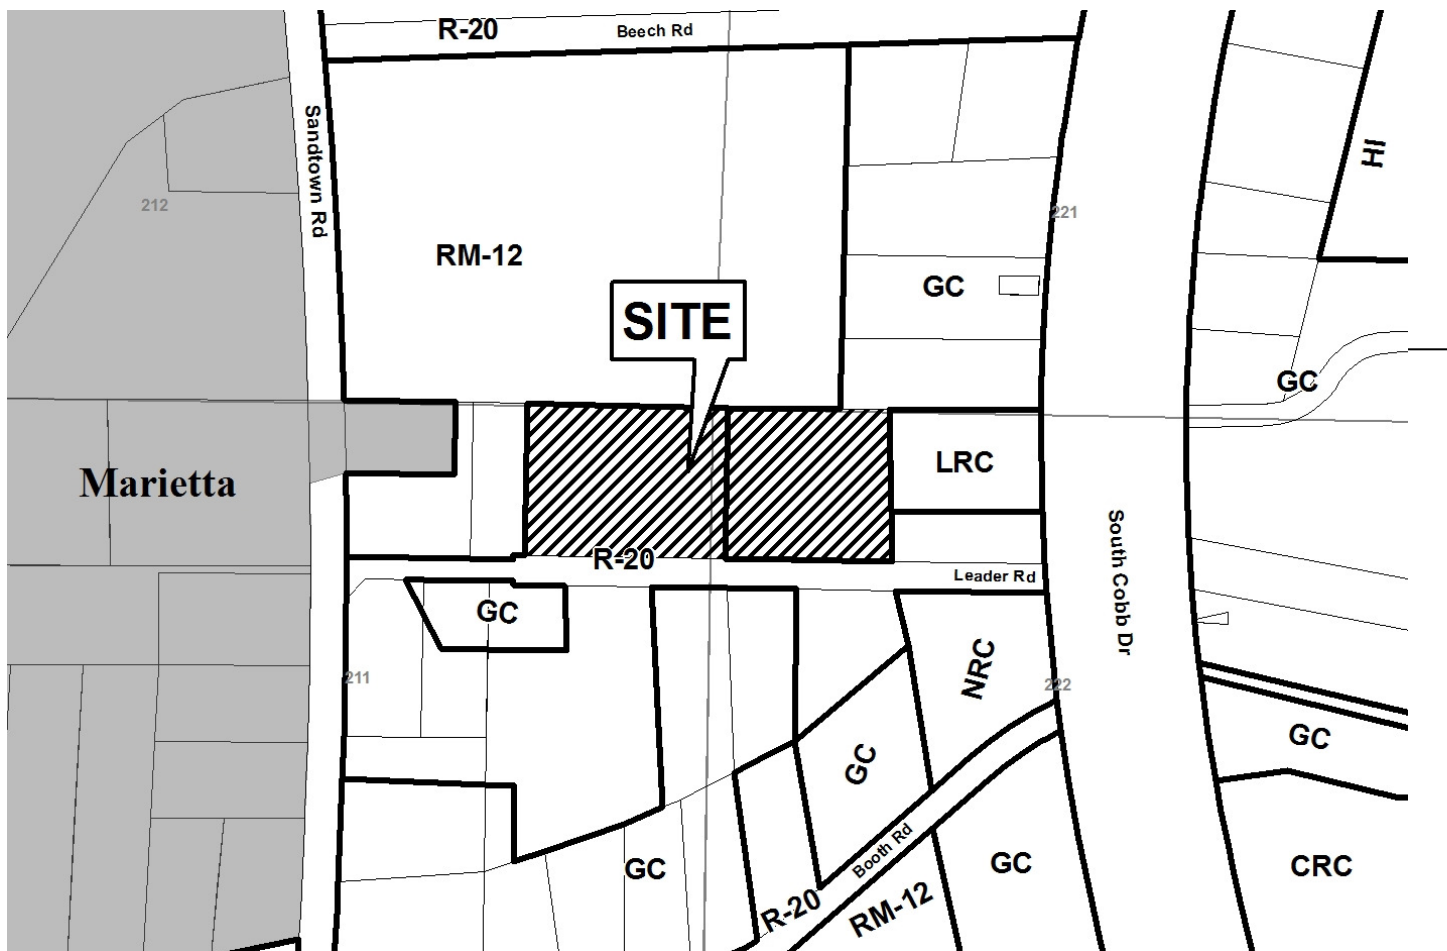 R-20
Beech Rd
Sandtown Rd
HI
212
221
RM-12
GC
SITE
GC
LRC
Marietta
South Cobb Dr
R-20
Leader Rd
GC
NRC
211
222
GC
GC
Booth Rd
GC
GC
CRC
R-20
RM-12